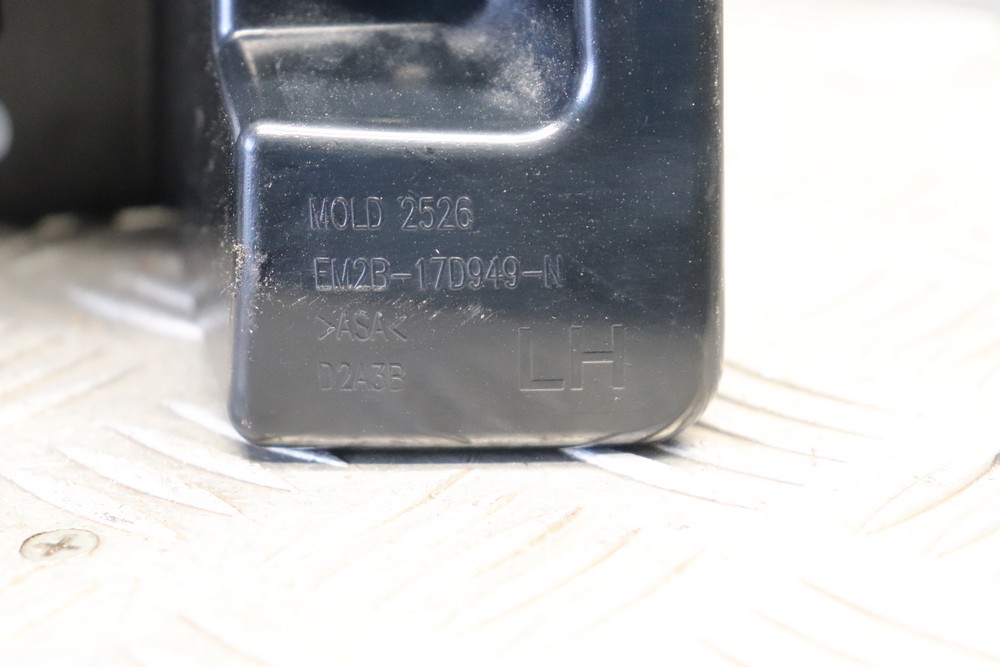 MOLD 2526
EM2B-17D949-N
>ASA<
LH
D2A3B